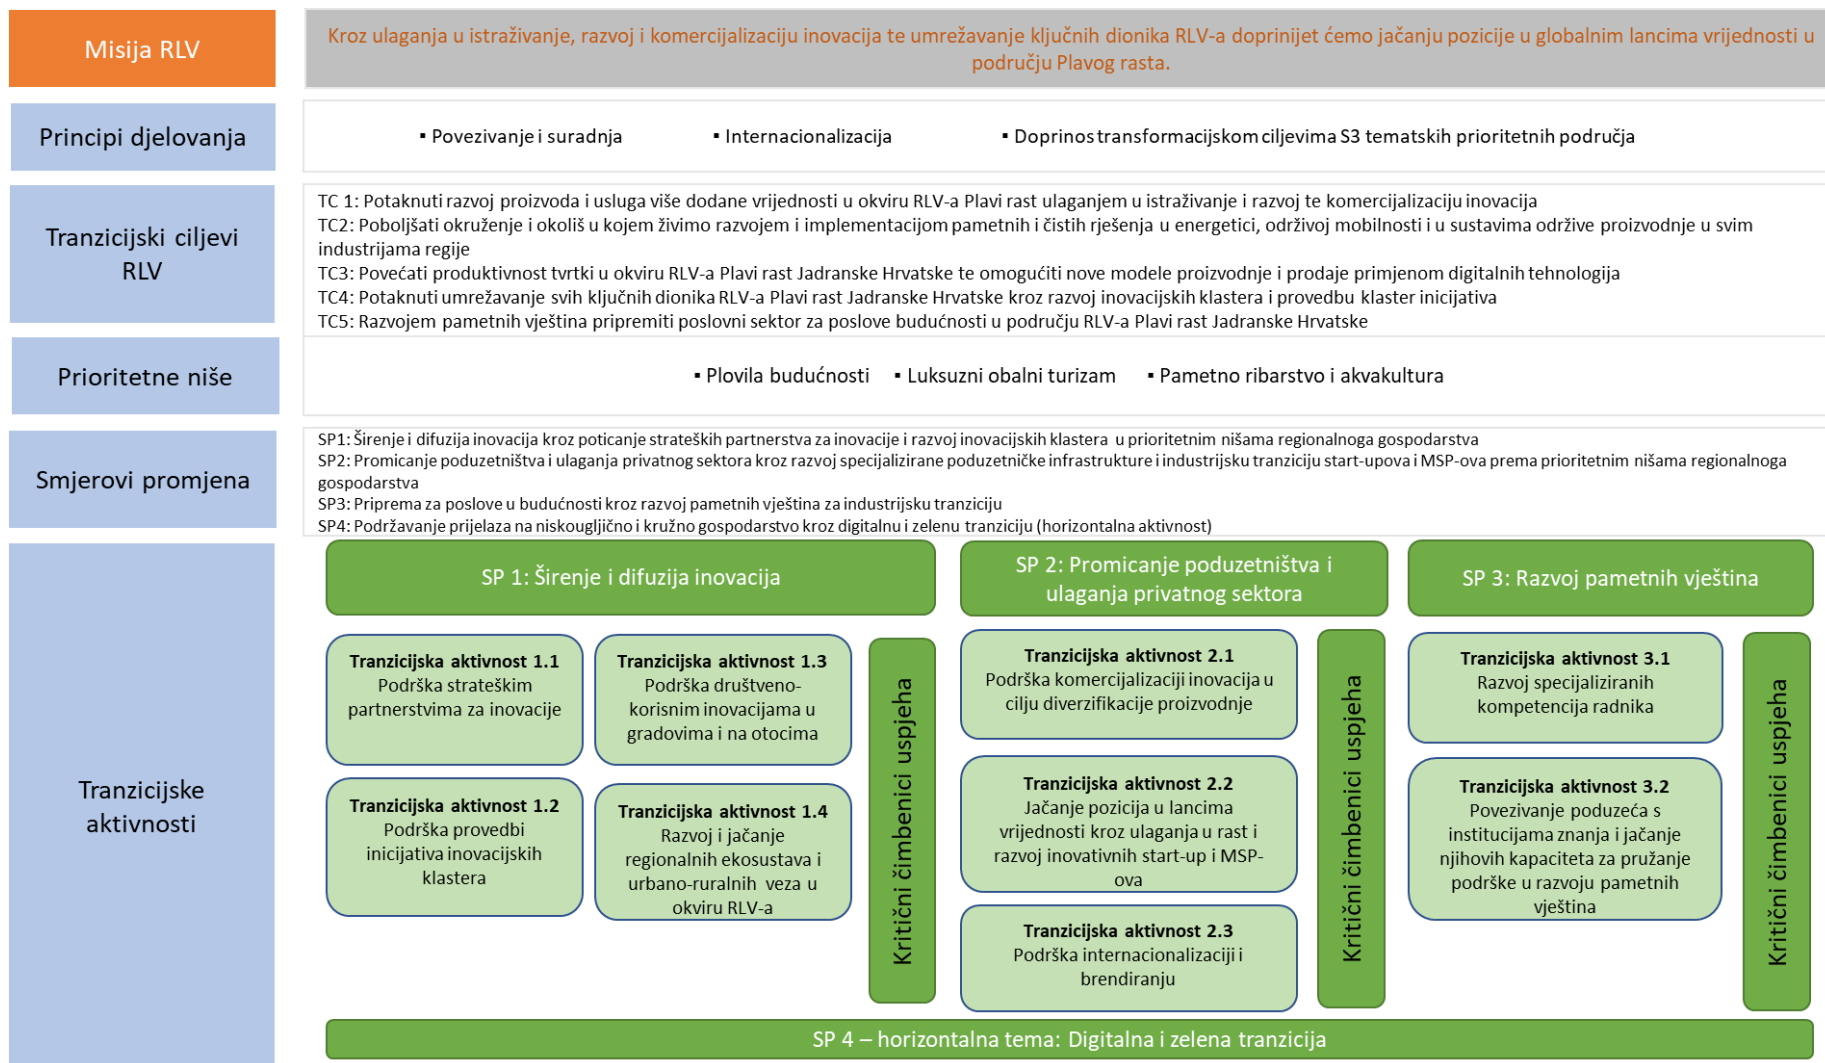 Misija RLV
Kroz ulaganja u istraživanje, razvoj i komercijalizaciju inovacija te umrežavanje ključnih dionika RLV-a doprinijet ćemo jačanju pozicije u globalnim lancima vrijednosti u
području Plavog rasta.
Principi djelovanja
▪ Povezivanje i suradnja ▪ Internacionalizacija ▪ Doprinos transformacijskom ciljevima S3 tematskih prioritetnih područja
Tranzicijski ciljevi
RLV
TC 1: Potaknuti razvoj proizvoda i usluga više dodane vrijednosti u okviru RLV-a Plavi rast ulaganjem u istraživanje i razvoj te komercijalizaciju inovacija
TC2: Poboljšati okruženje i okoliš u kojem živimo razvojem i implementacijom pametnih i čistih rješenja u energetici, održivoj mobilnosti i u sustavima održive proizvodnje u svim
industrijama regije
TC3: Povećati produktivnost tvrtki u okviru RLV-a Plavi rast Jadranske Hrvatske te omogućiti nove modele proizvodnje i prodaje primjenom digitalnih tehnologija
TC4: Potaknuti umrežavanje svih ključnih dionika RLV-a Plavi rast Jadranske Hrvatske kroz razvoj inovacijskih klastera i provedbu klaster inicijativa
TC5: Razvojem pametnih vještina pripremiti poslovni sektor za poslove budućnosti u području RLV-a Plavi rast Jadranske Hrvatske
Prioritetne niše
▪ Plovila budućnosti ▪ Luksuzni obalni turizam ▪ Pametno ribarstvo i akvakultura
Smjerovi promjena
SP1: Širenje i difuzija inovacija kroz poticanje strateških partnerstva za inovacije i razvoj inovacijskih klastera u prioritetnim nišama regionalnoga gospodarstva
SP2: Promicanje poduzetništva i ulaganja privatnog sektora kroz razvoj specijalizirane poduzetničke infrastrukture i industrijsku tranziciju start-upova i MSP-ova prema prioritetnim nišama regionalnoga
gospodarstva
SP3: Priprema za poslove u budućnosti kroz razvoj pametnih vještina za industrijsku tranziciju
SP4: Podržavanje prijelaza na niskougljično i kružno gospodarstvo kroz digitalnu i zelenu tranziciju (horizontalna aktivnost)
Tranzicijske
aktivnosti
SP 1: Širenje i difuzija inovacija
Tranzicijska aktivnost 1.1
Podrška strateškim
partnerstvima za inovacije
Tranzicijska aktivnost 1.2
Podrška provedbi
inicijativa inovacijskih
klastera
Tranzicijska aktivnost 1.3
Podrška društveno-
korisnim inovacijama u
gradovima i na otocima
Tranzicijska aktivnost 1.4
Razvoj i jačanje
regionalnih ekosustava i
urbano-ruralnih veza u
okviru RLV-a
Kritični čimbenici uspjeha
SP 2: Promicanje poduzetništva i
ulaganja privatnog sektora
Tranzicijska aktivnost 2.1
Podrška komercijalizaciji inovacija u
cilju diverzifikacije proizvodnje
Tranzicijska aktivnost 2.2
Jačanje pozicija u lancima
vrijednosti kroz ulaganja u rast i
razvoj inovativnih start-up i MSP-
ova
Tranzicijska aktivnost 2.3
Podrška internacionalizaciji i
brendiranju
Kritični čimbenici uspjeha
SP 3: Razvoj pametnih vještina
Tranzicijska aktivnost 3.1
Razvoj specijaliziranih
kompetencija radnika
Tranzicijska aktivnost 3.2
Povezivanje poduzeća s
institucijama znanja i jačanje
njihovih kapaciteta za pružanje
podrške u razvoju pametnih
vještina
Kritični čimbenici uspjeha
SP 4 – horizontalna tema: Digitalna i zelena tranzicija